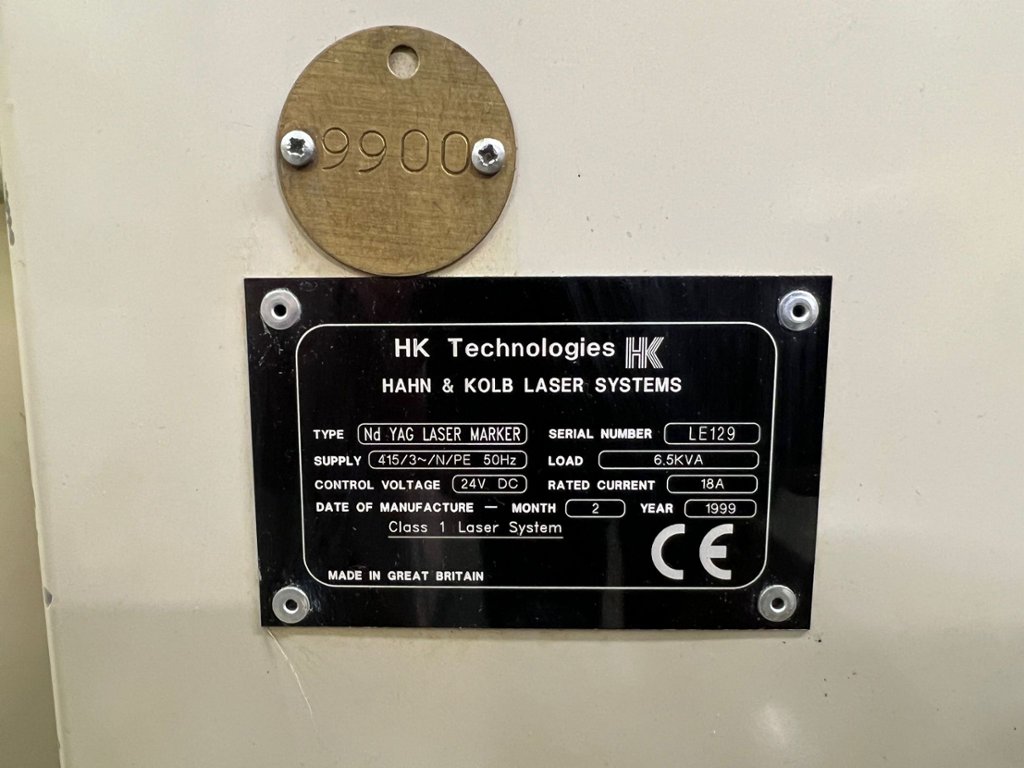 9900
HK Technologies HK
HAHN & KOLB LASER SYSTEMS
TYPE Nd YAG LASER MARKER SERIAL NUMBER LE129
SUPPLY 415/3~/N/PE 50Hz LOAD 6.5KVA
CONTROL VOLTAGE 24V DC RATED CURRENT 18A
DATE OF MANUFACTURE — MONTH 2 YEAR 1999
Class 1 Laser System
CE
MADE IN GREAT BRITAIN